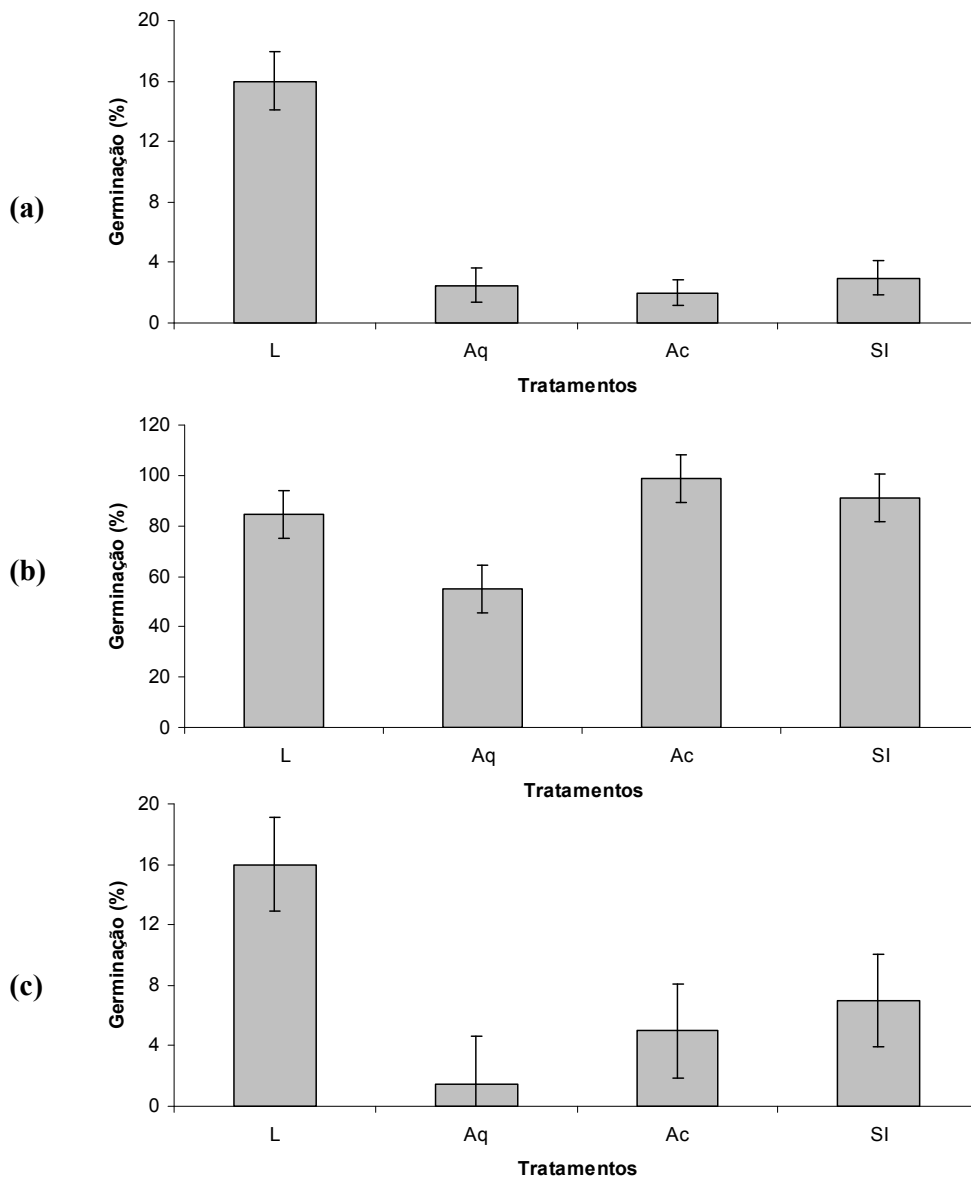 (a)
Germinação (%)
20
16
12
8
4
0
L Aq Ac SI
Tratamentos
(b)
Germinação (%)
120
100
80
60
40
20
0
L Aq Ac SI
Tratamentos
(c)
Germinação (%)
20
16
12
8
4
0
L Aq Ac SI
Tratamentos